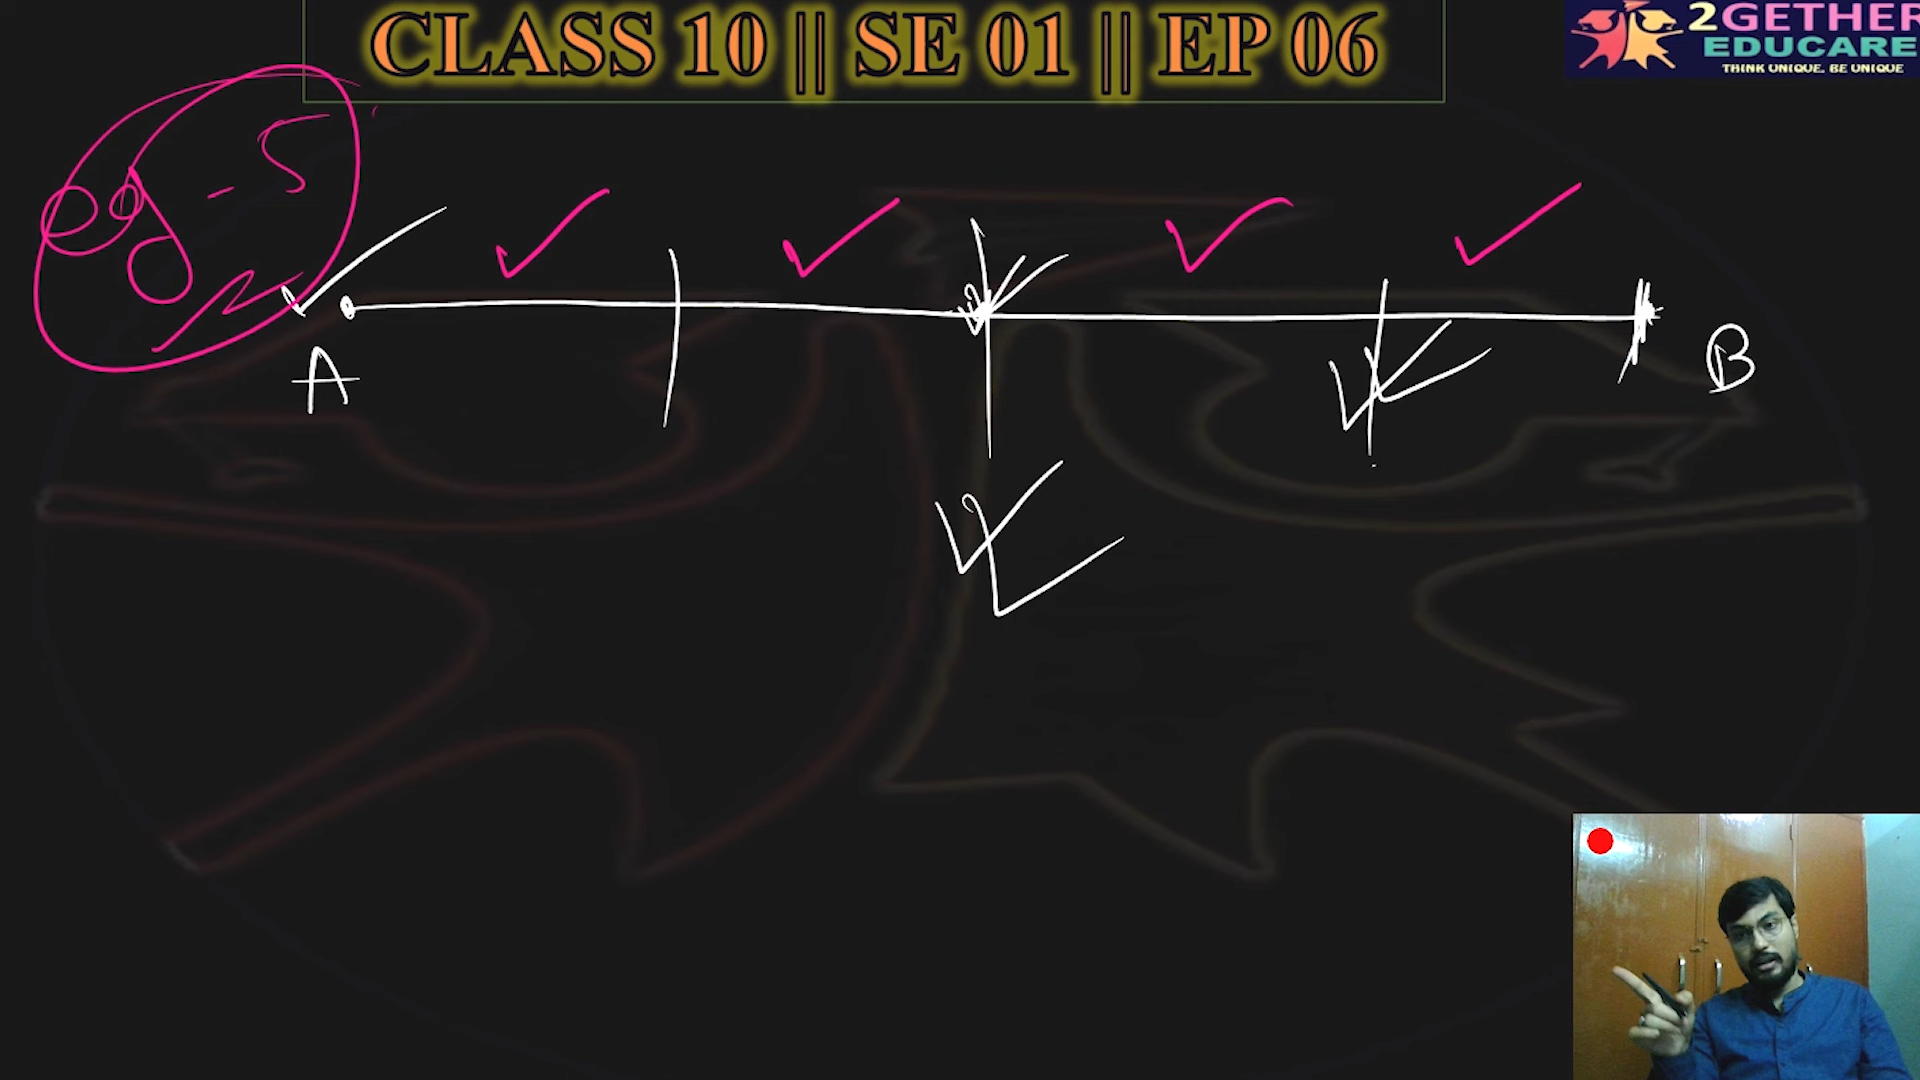 CLASS 10 || SE 01 || EP 06
2GETHER
EDUCARE
THINK UNIQUE, BE UNIQUE
eg - 5
A
B